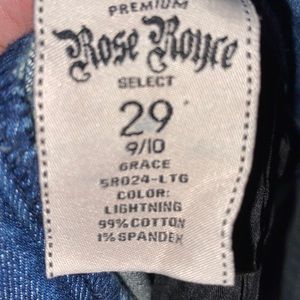 PREMIUM
Rose Royce
SELECT
29
9/10
GRACE
5R024-LTG
COLOR:
LIGHTNING
99% COTTON
1% SPANDEX